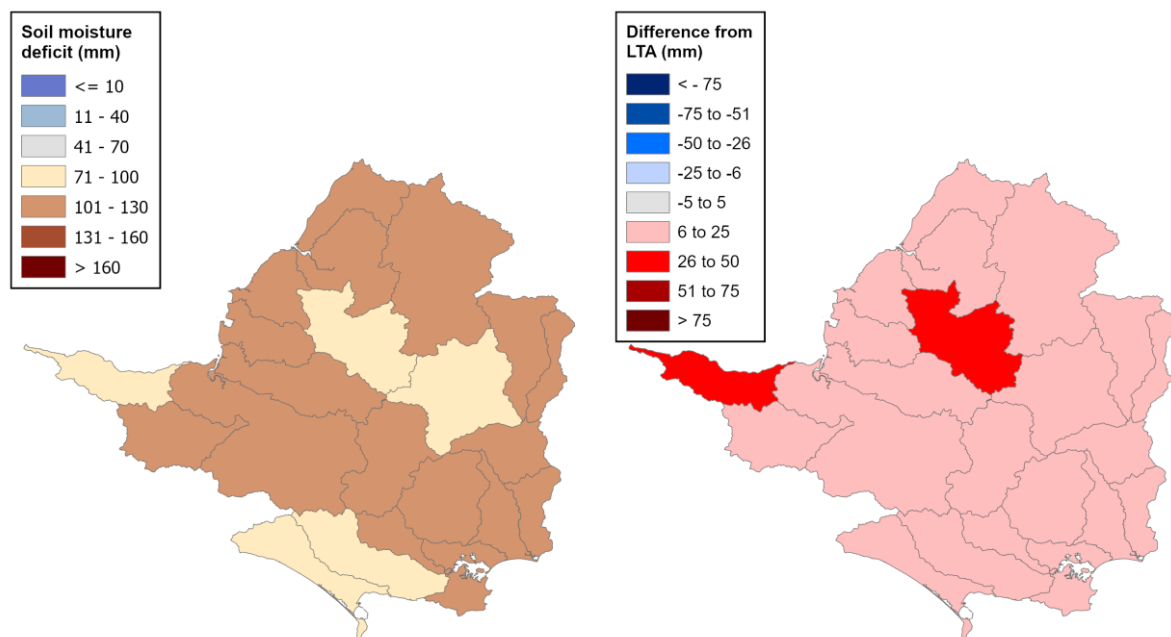 Soil moisture
deficit (mm)
<= 10
11 - 40
41 - 70
71 - 100
101 - 130
131 - 160
> 160
Difference from
LTA (mm)
< - 75
-75 to -51
-50 to -26
-25 to -6
-5 to 5
6 to 25
26 to 50
51 to 75
> 75